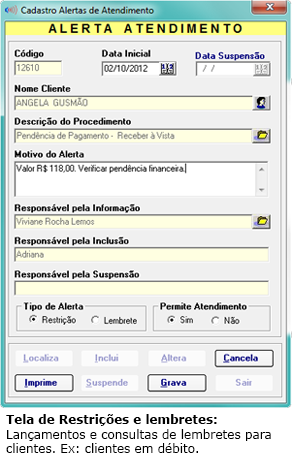 Cadastro Alertas de Atendimento
ALERTA ATENDIMENTO
Código Data Inicial Data Suspensão
12610 02/10/2012 / /
Nome Cliente
ANGELA GUSMÃO
Descrição do Procedimento
Pendência de Pagamento - Receber à Vista
Motivo do Alerta
Valor R$ 118,00. Verificar pendência financeira.
Responsável pela Informação
Viviane Rocha Lemos
Responsável pela Inclusão
Adriana
Responsável pela Suspensão
Tipo de Alerta Permite Atendimento
Restrição Lembrete Sim Não
Localiza Inclui Altera Cancela
Imprime Suspende Grava Sair
Tela de Restrições e lembretes:
Lançamentos e consultas de lembretes para
clientes. Ex: clientes em débito.